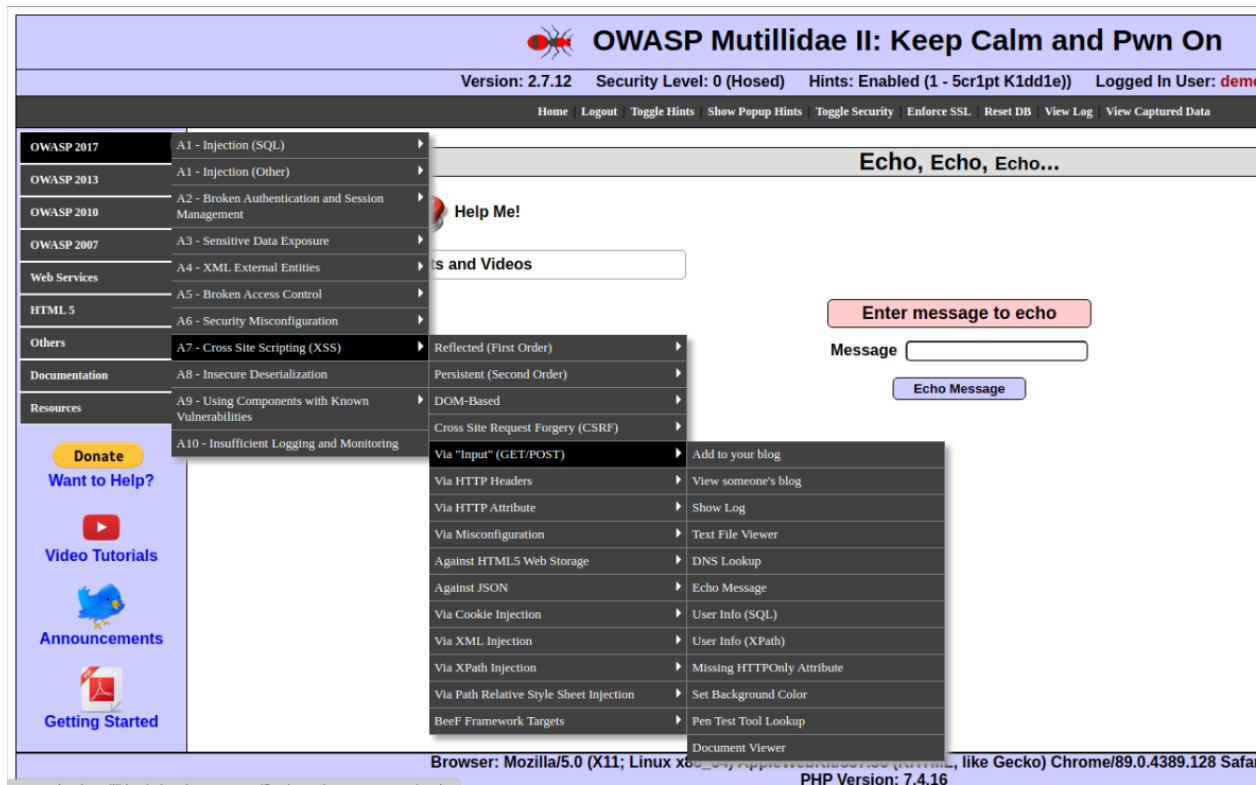 OWASP Mutillidae II: Keep Calm and Pwn On
Version: 2.7.12 Security Level: 0 (Hosed) Hints: Enabled (1 - 5cr1pt K1dd1e)) Logged In User: demo
Home | Logout | Toggle Hints | Show Popup Hints | Toggle Security | Enforce SSL | Reset DB | View Log | View Captured Data
OWASP 2017
OWASP 2013
OWASP 2010
OWASP 2007
Web Services
HTML 5
Others
Documentation
Resources
Donate
Want to Help?
Video Tutorials
Announcements
Getting Started
A1 - Injection (SQL)
A1 - Injection (Other)
A2 - Broken Authentication and Session
Management
A3 - Sensitive Data Exposure
A4 - XML External Entities
A5 - Broken Access Control
A6 - Security Misconfiguration
A7 - Cross Site Scripting (XSS)
A8 - Insecure Deserialization
A9 - Using Components with Known
Vulnerabilities
A10 - Insufficient Logging and Monitoring
Reflected (First Order)
Persistent (Second Order)
DOM-Based
Cross Site Request Forgery (CSRF)
Via "Input" (GET/POST)
Via HTTP Headers
Via HTTP Attribute
Via Misconfiguration
Against HTML5 Web Storage
Against JSON
Via Cookie Injection
Via XML Injection
Via XPath Injection
Via Path Relative Style Sheet Injection
BeeF Framework Targets
Add to your blog
View someone's blog
Show Log
Text File Viewer
DNS Lookup
Echo Message
User Info (SQL)
User Info (XPath)
Missing HTTPOnly Attribute
Set Background Color
Pen Test Tool Lookup
Document Viewer
Echo, Echo, Echo...
Help Me!
ts and Videos
Enter message to echo
Message
Echo Message
Browser: Mozilla/5.0 (X11; Linux like Gecko) Chrome/89.0.4389.128 Safar
PHP Version: 7.4.16